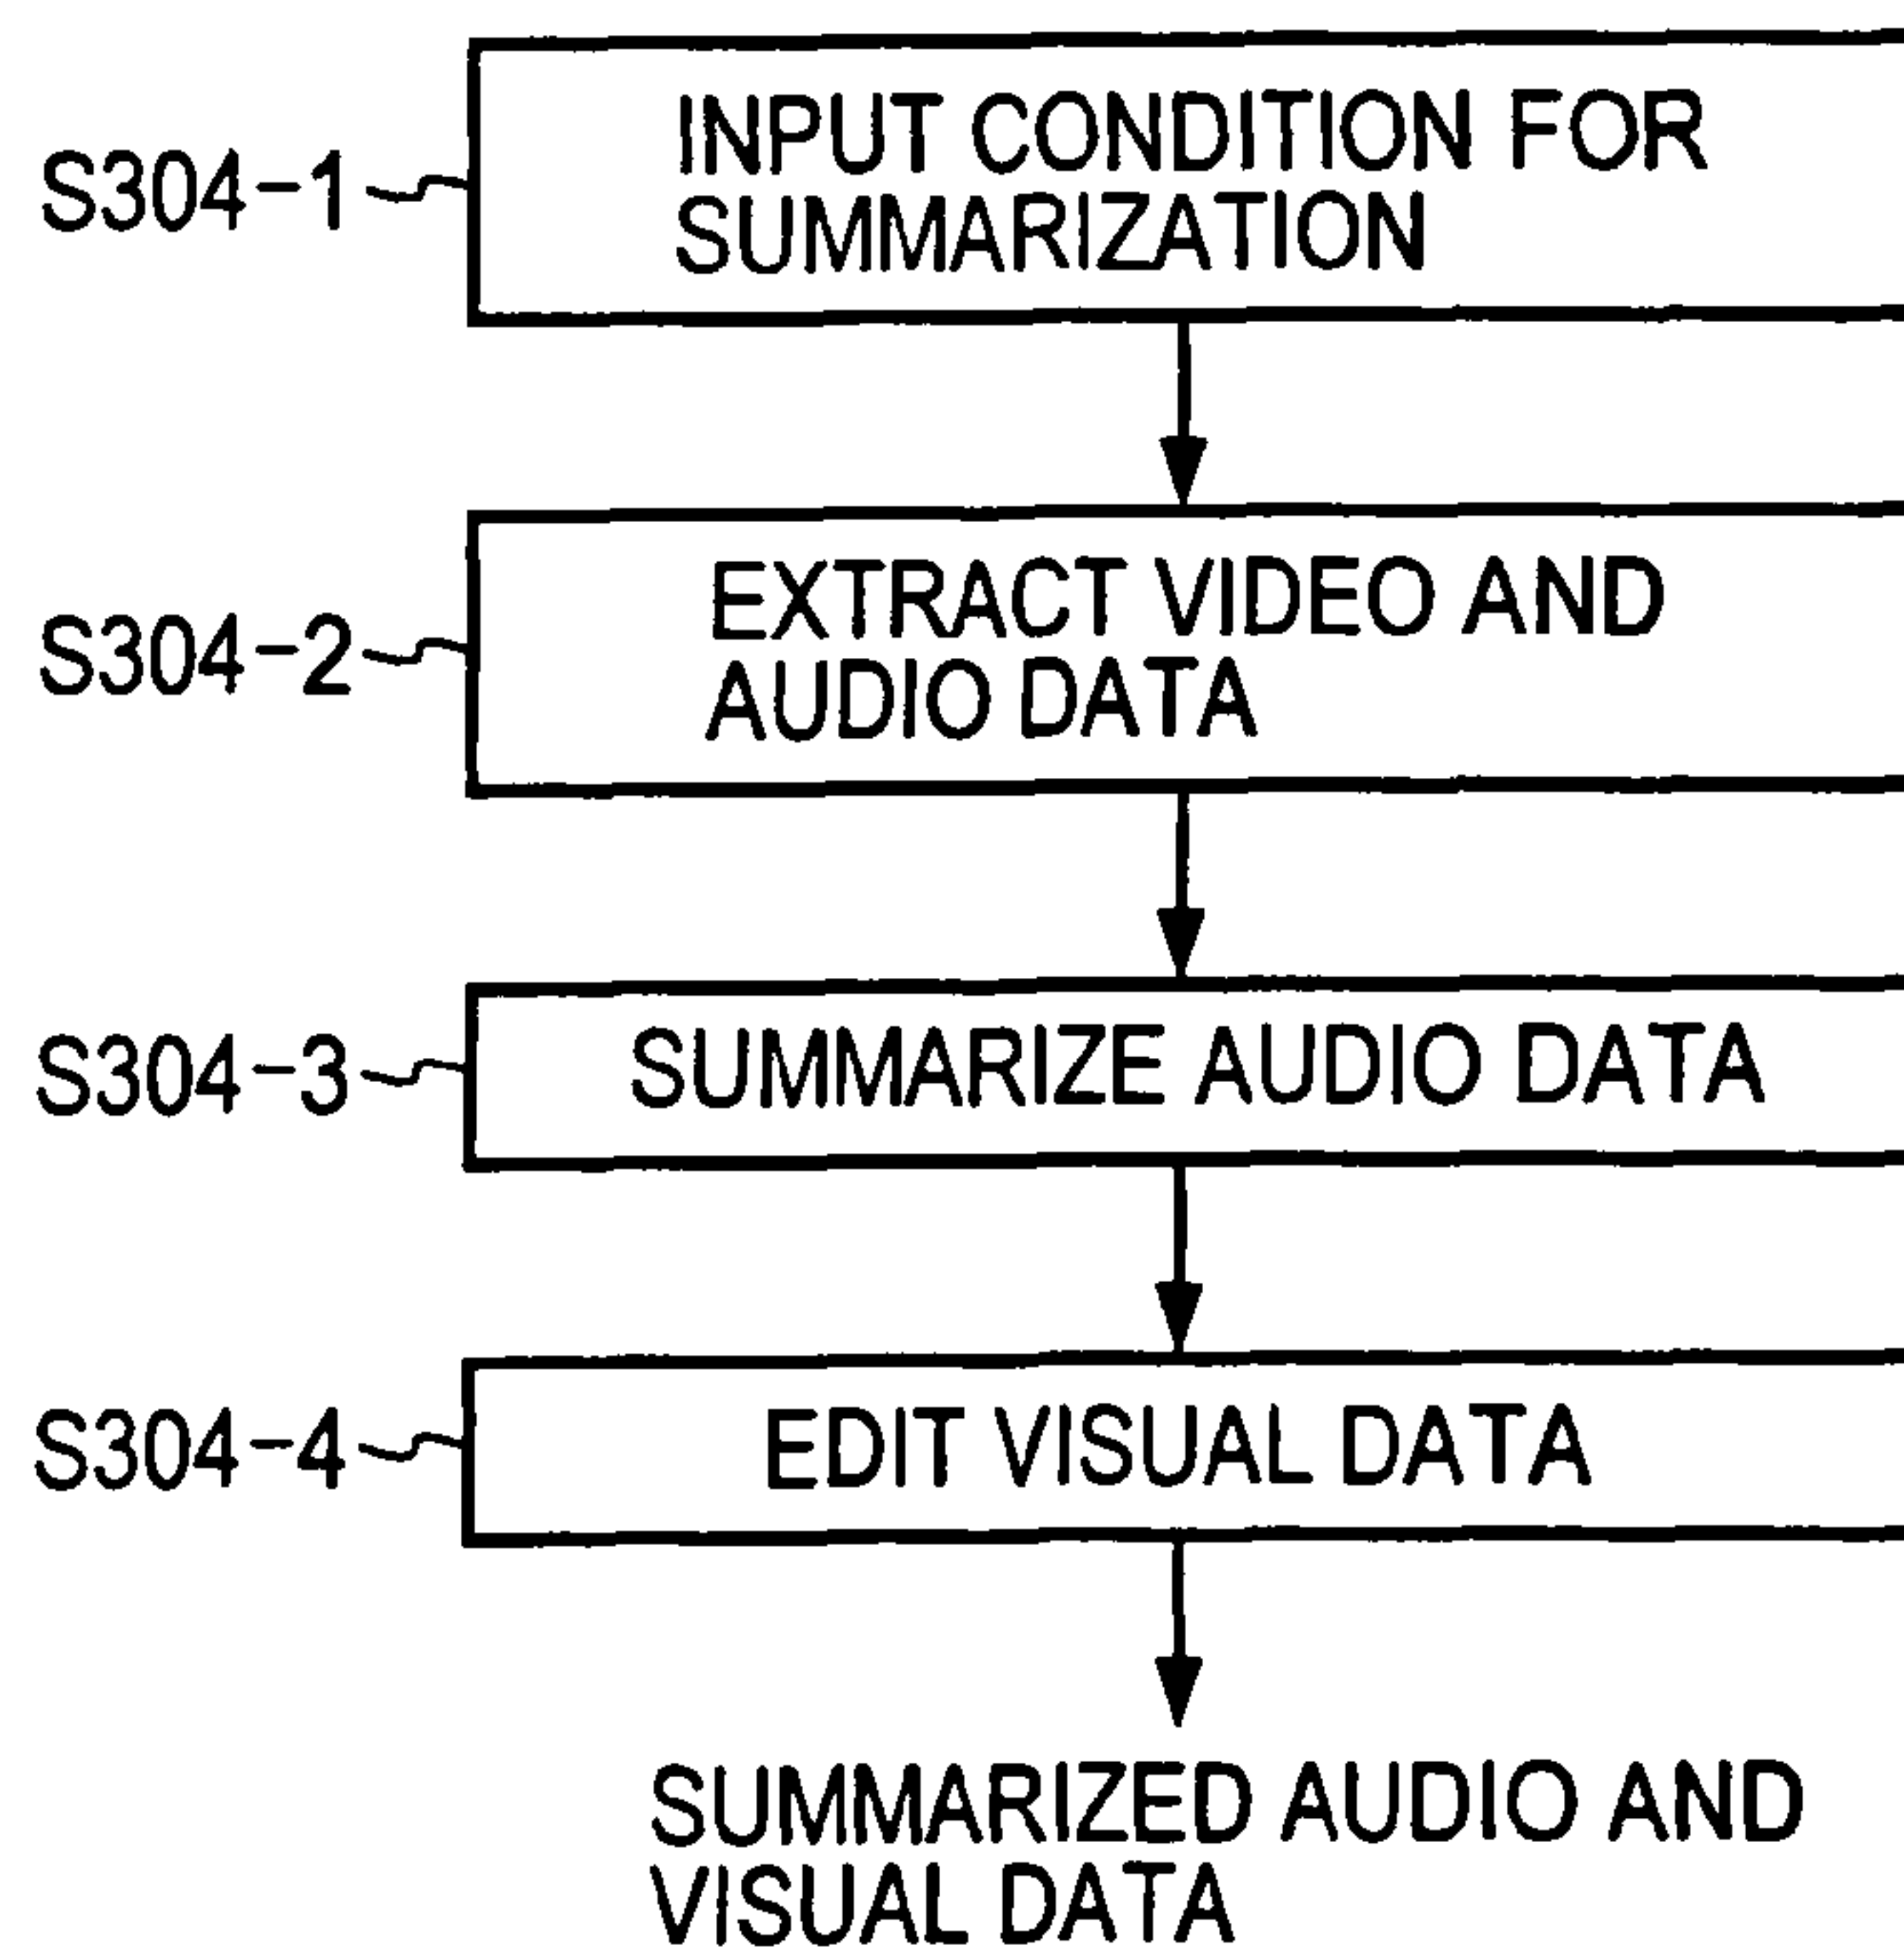 INPUT CONDITION FOR
S304-1
SUMMARIZATION
EXTRACT VIDEO AND
S304-2
AUDIO DATA
S304-3 SUMMARIZE AUDIO DATA
S304-4 EDIT VISUAL DATA
SUMMARIZED AUDIO AND
VISUAL DATA